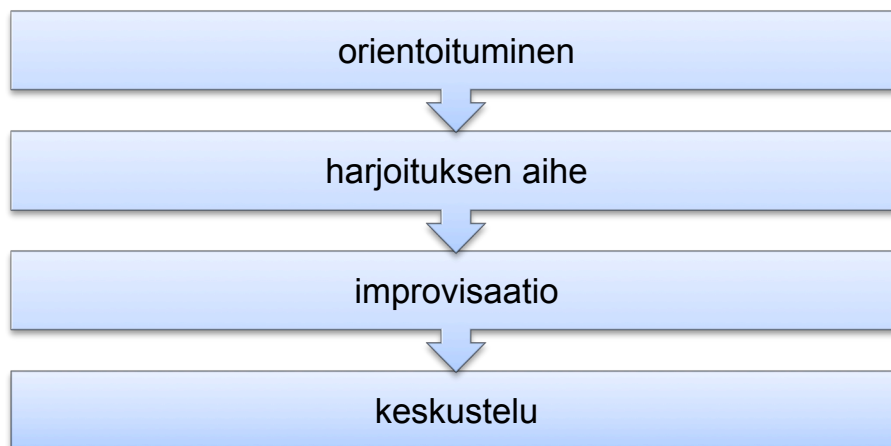 orientoituminen
harjoituksen aihe
improvisaatio
keskustelu